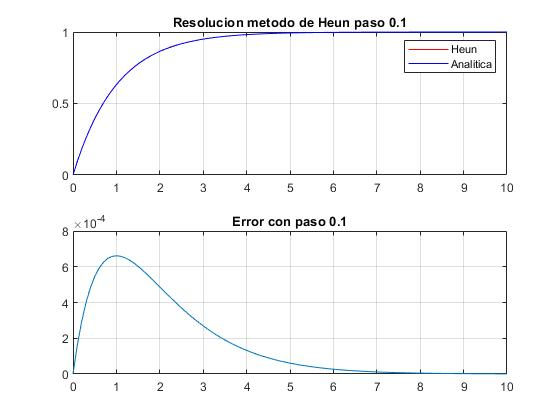 Resolucion metodo de Heun paso 0.1
1
0.5
0
Heun
Analitica
0 1 2 3 4 5 6 7 8 9 10
Error con paso 0.1
×10-4
8
6
4
2
0
0 1 2 3 4 5 6 7 8 9 10